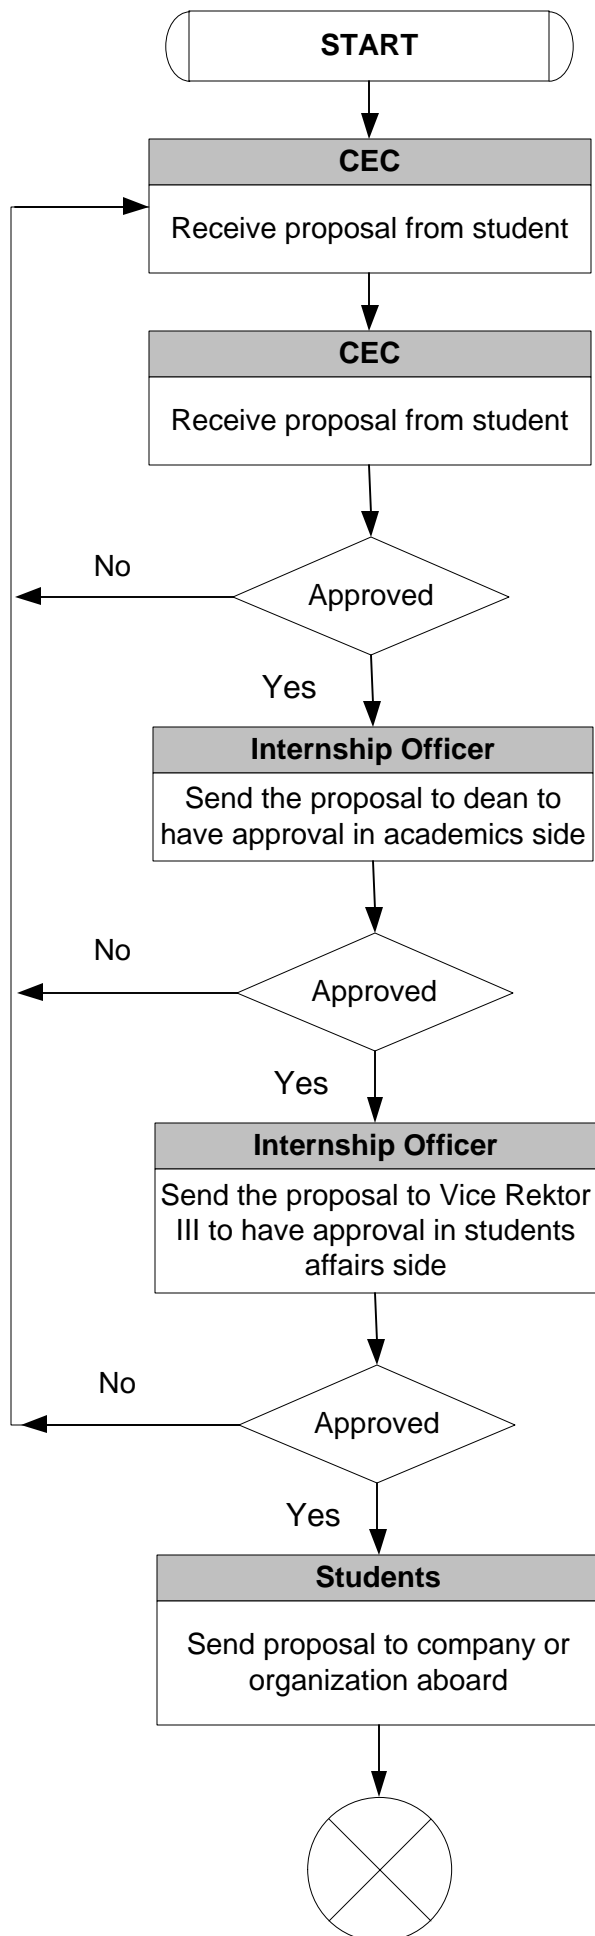 START
CEC
Receive proposal from student
CEC
Receive proposal from student
No
Approved
Yes
Internship Officer
Send the proposal to dean to
have approval in academics side
No
Approved
Yes
Internship Officer
Send the proposal to Vice Rektor
III to have approval in students
affairs side
No
Approved
Yes
Students
Send proposal to company or
organization aboard